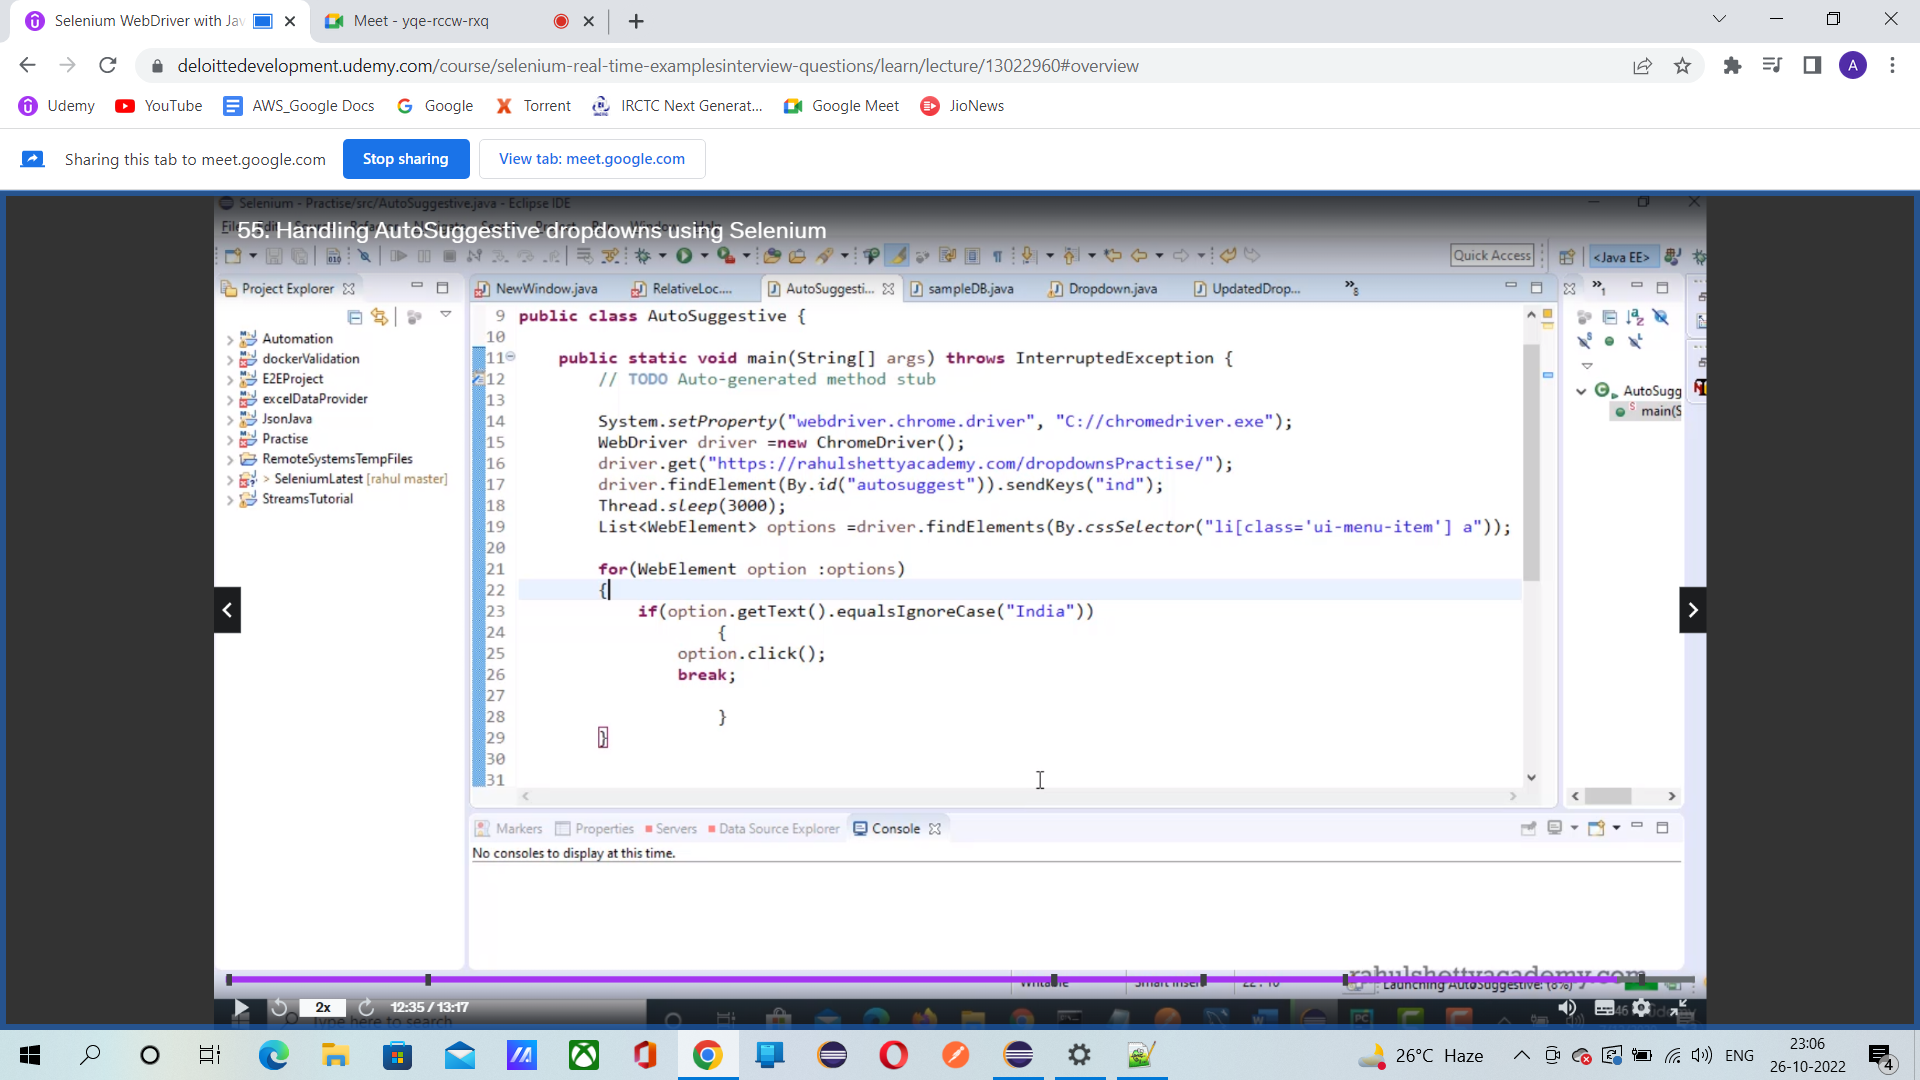 Selenium WebDriver with Jav
Meet - yqe-rccw-rxq
deloittedevelopment.udemy.com/course/selenium-real-time-examplesinterview-questions/learn/lecture/13022960#overview
A
Udemy YouTube AWS_Google Docs Google Torrent IRCTC Next Generat... Google Meet JioNews
Sharing this tab to meet.google.com Stop sharing View tab: meet.google.com
Selenium - Practise/src/AutoSuggestive.java - Eclipse IDE
55. Handling AutoSuggestive dropdowns using Selenium
Quick Access <Java EE>
Project Explorer NewWindow.java RelativeLoc.... AutoSuggesti... sampleDB.java Dropdown.java UpdatedDrop... »8 »1
Automation
dockerValidation
E2EProject
excelDataProvider
JsonJava
Practise
RemoteSystemsTempFiles
> SeleniumLatest [rahul master]
StreamsTutorial
9 public class AutoSuggestive {
10
11 public static void main(String[] args) throws InterruptedException {
12 // TODO Auto-generated method stub
13
14 System.setProperty("webdriver.chrome.driver", "C://chromedriver.exe");
15 WebDriver driver =new ChromeDriver();
16 driver.get("https://rahulshettyacademy.com/dropdownsPractise/");
17 driver.findElement(By.id("autosuggest")).sendKeys("ind");
18 Thread.sleep(3000);
19 List<WebElement> options =driver.findElements(By.cssSelector("li[class='ui-menu-item'] a"));
20
21 for(WebElement option :options)
22 {
23 if(option.getText().equalsIgnoreCase("India"))
24 {
25 option.click();
26 break;
27
28 }
29 }
30
31
AutoSugg
main(S
Markers Properties Servers Data Source Explorer Console
No consoles to display at this time.
rahulshettyacademy.com
Writable Smart Insert 22 : 10 Launching AutoSuggestive: (8%)
2x 12:35 / 13:17
Type here to search
26°C Haze ENG
23:06
26-10-2022
4